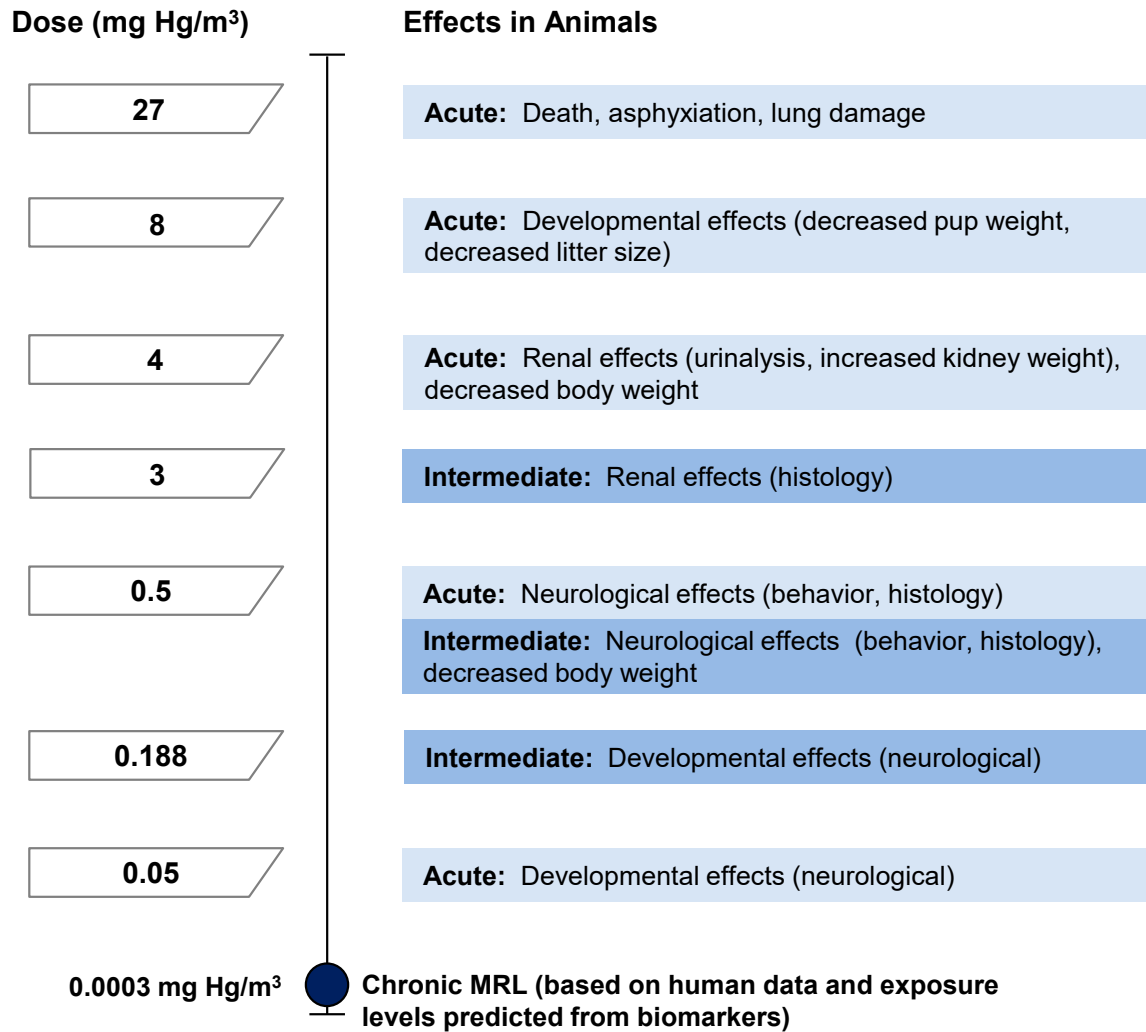 Dose (mg Hg/m³)
Effects in Animals
27
Acute: Death, asphyxiation, lung damage
8
Acute: Developmental effects (decreased pup weight,
decreased litter size)
4
Acute: Renal effects (urinalysis, increased kidney weight),
decreased body weight
3
Intermediate: Renal effects (histology)
0.5
Acute: Neurological effects (behavior, histology)
Intermediate: Neurological effects (behavior, histology),
decreased body weight
0.188
Intermediate: Developmental effects (neurological)
0.05
Acute: Developmental effects (neurological)
0.0003 mg Hg/m³
Chronic MRL (based on human data and exposure
levels predicted from biomarkers)